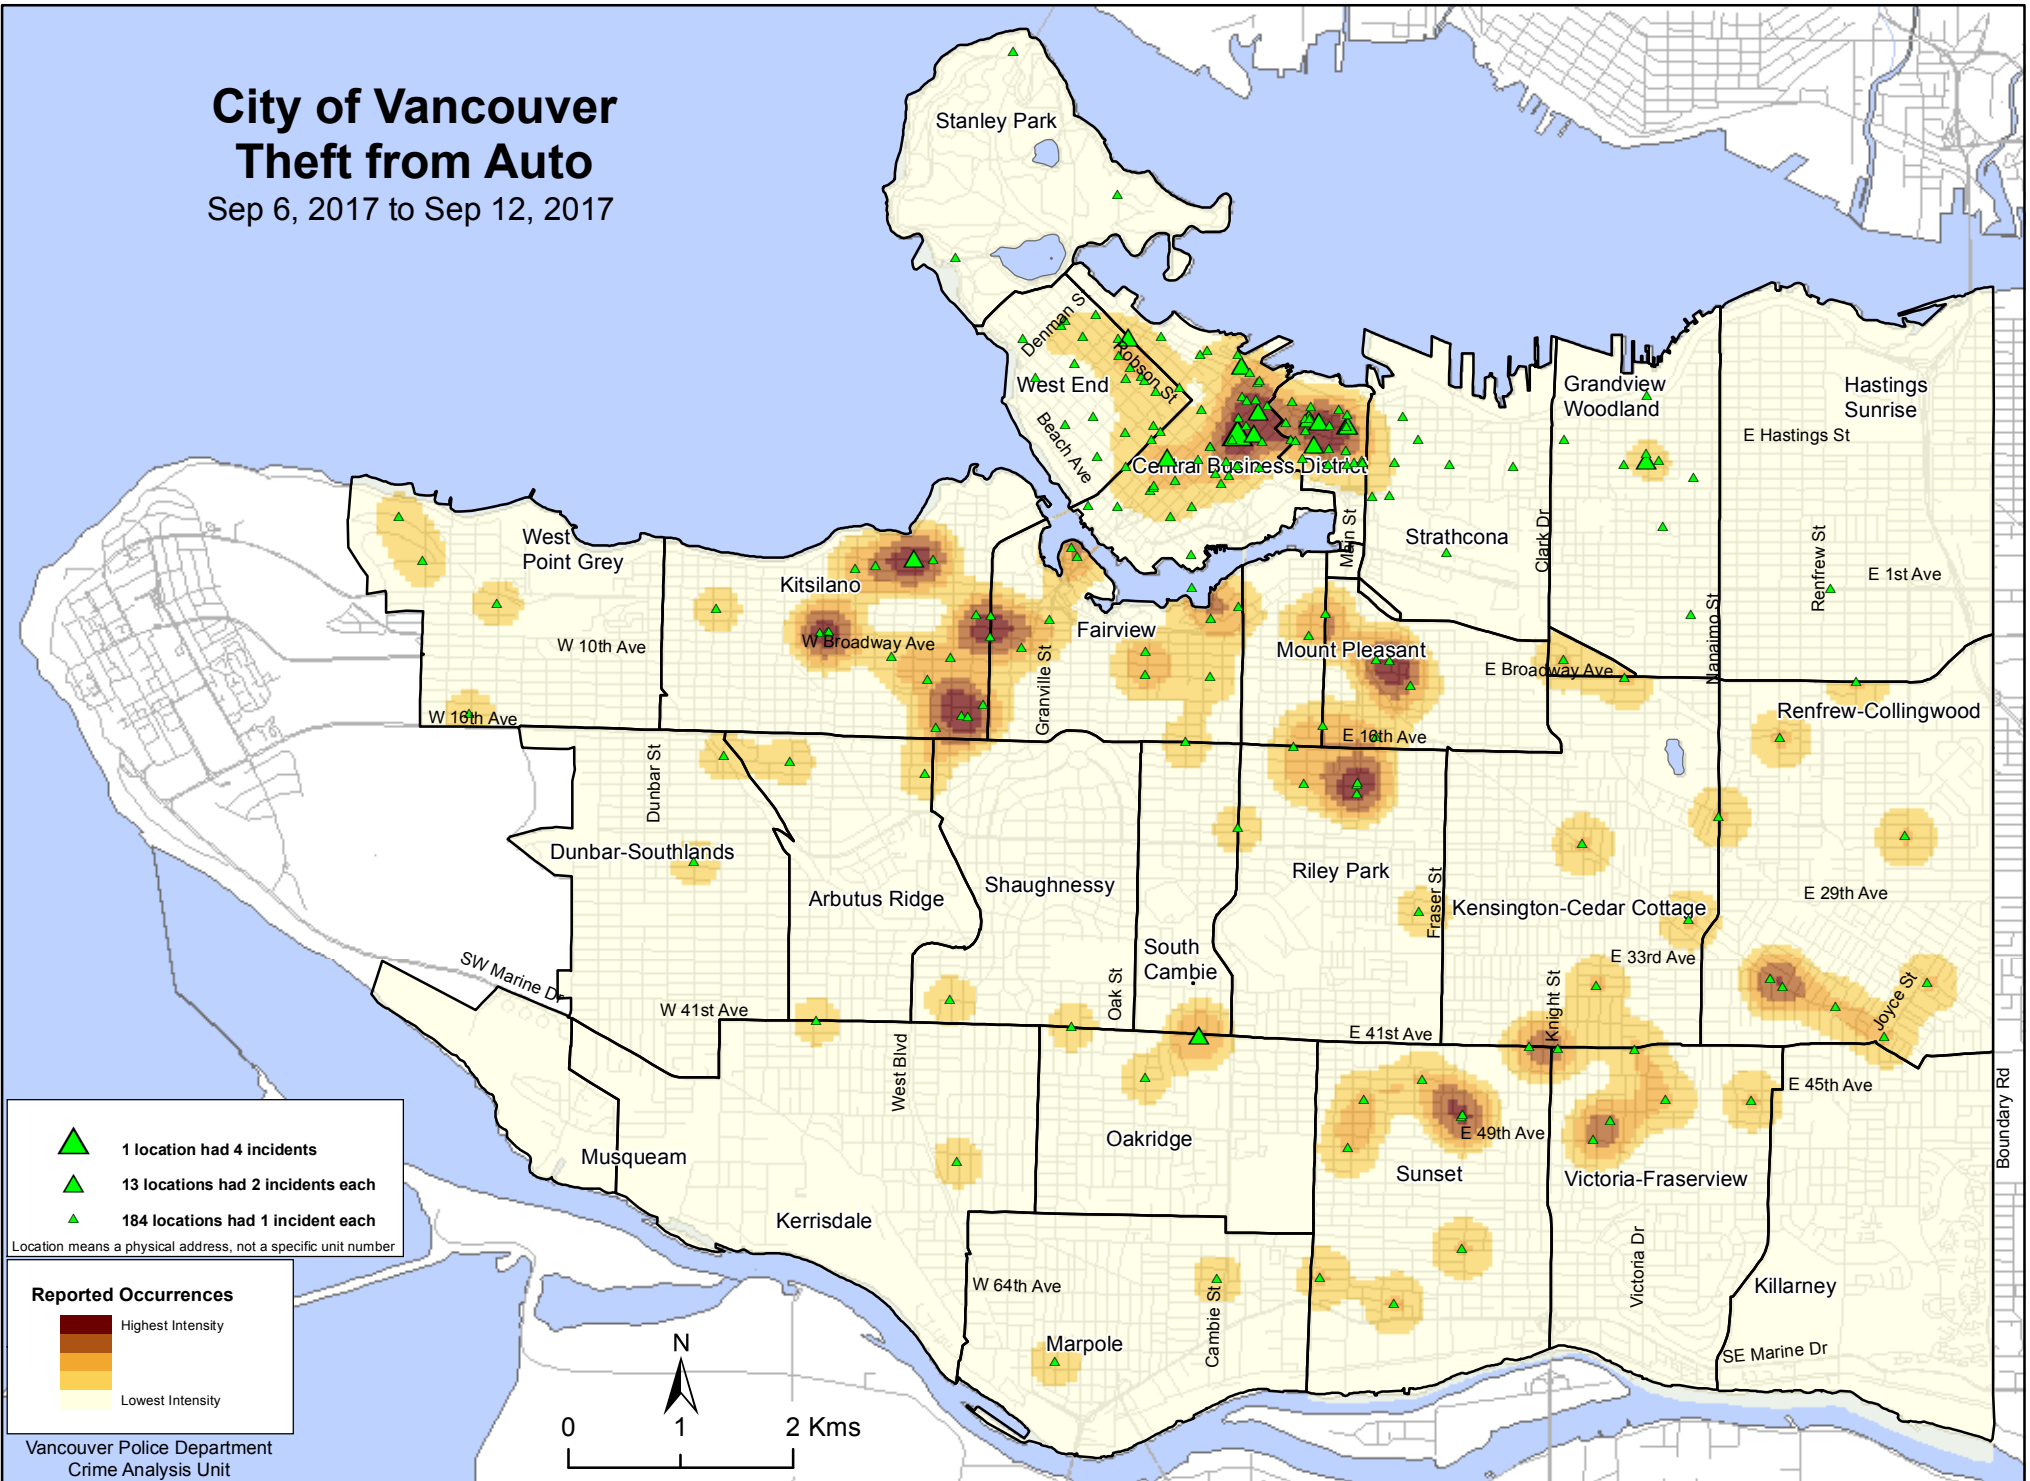 City of Vancouver
Theft from Auto
Sep 6, 2017 to Sep 12, 2017
Stanley Park
Denman St
Robson St
West End
Beach Ave
Central Business District
Grandview
Woodland
Hastings
Sunrise
E Hastings St
West
Point Grey
Kitsilano
Main St
Strathcona
Clark Dr
Renfrew St
E 1st Ave
Nanaimo St
W 10th Ave
W Broadway Ave
Fairview
Granville St
Mount Pleasant
E Broadway Ave
W 16th Ave
E 16th Ave
Renfrew-Collingwood
Dunbar St
Dunbar-Southlands
Arbutus Ridge
Shaughnessy
Riley Park
Fraser St
Kensington-Cedar Cottage
E 29th Ave
South
Cambie
E 33rd Ave
SW Marine Dr
W 41st Ave
Oak St
E 41st Ave
Knight St
Joyce St
West Blvd
E 45th Ave
Boundary Rd
E 49th Ave
Musqueam
Oakridge
Sunset
Victoria-Fraserview
Kerrisdale
W 64th Ave
Cambie St
Victoria Dr
Killarney
Marpole
SE Marine Dr
1 location had 4 incidents
13 locations had 2 incidents each
184 locations had 1 incident each
Location means a physical address, not a specific unit number
Reported Occurrences
Highest Intensity
Lowest Intensity
N
0 1 2 Kms
Vancouver Police Department
Crime Analysis Unit